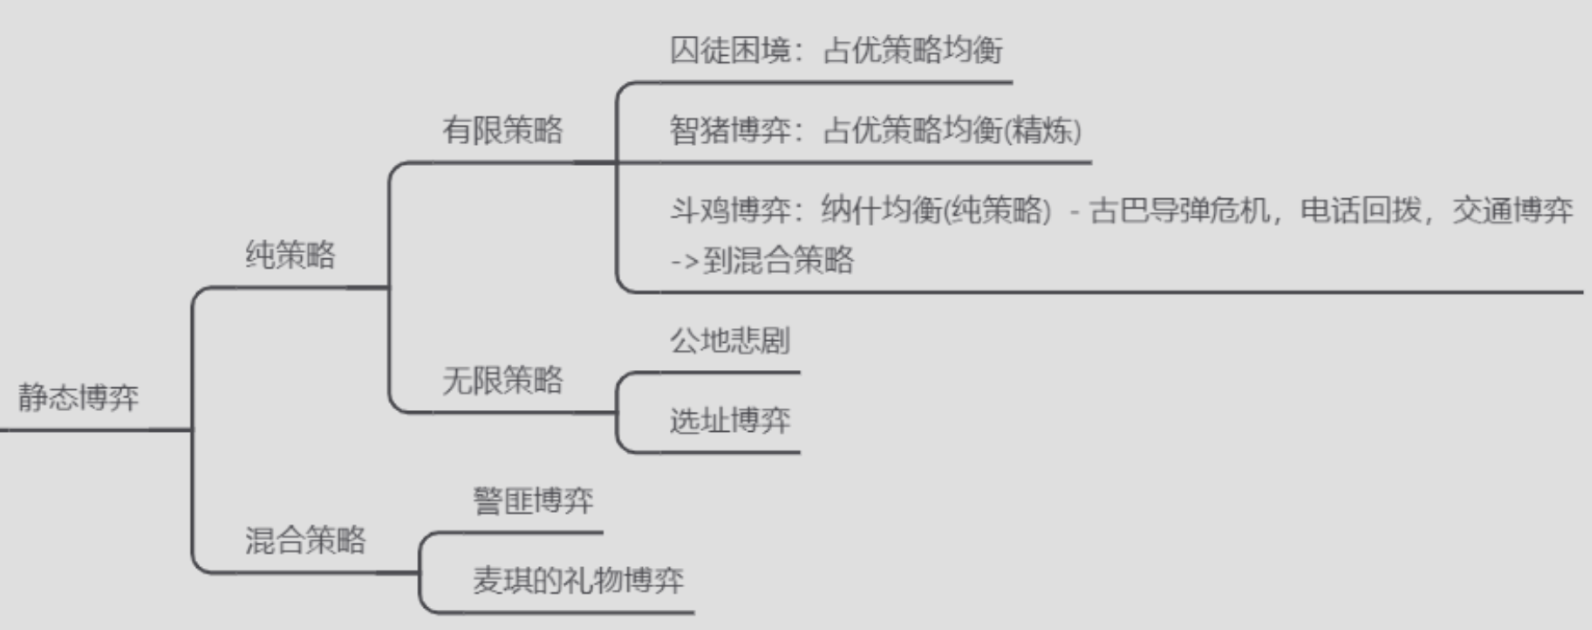 囚徒困境：占优策略均衡
有限策略
智猪博弈：占优策略均衡(精炼)
斗鸡博弈：纳什均衡(纯策略) - 古巴导弹危机，电话回拨，交通博弈
->到混合策略
纯策略
公地悲剧
无限策略
选址博弈
静态博弈
警匪博弈
混合策略
麦琪的礼物博弈